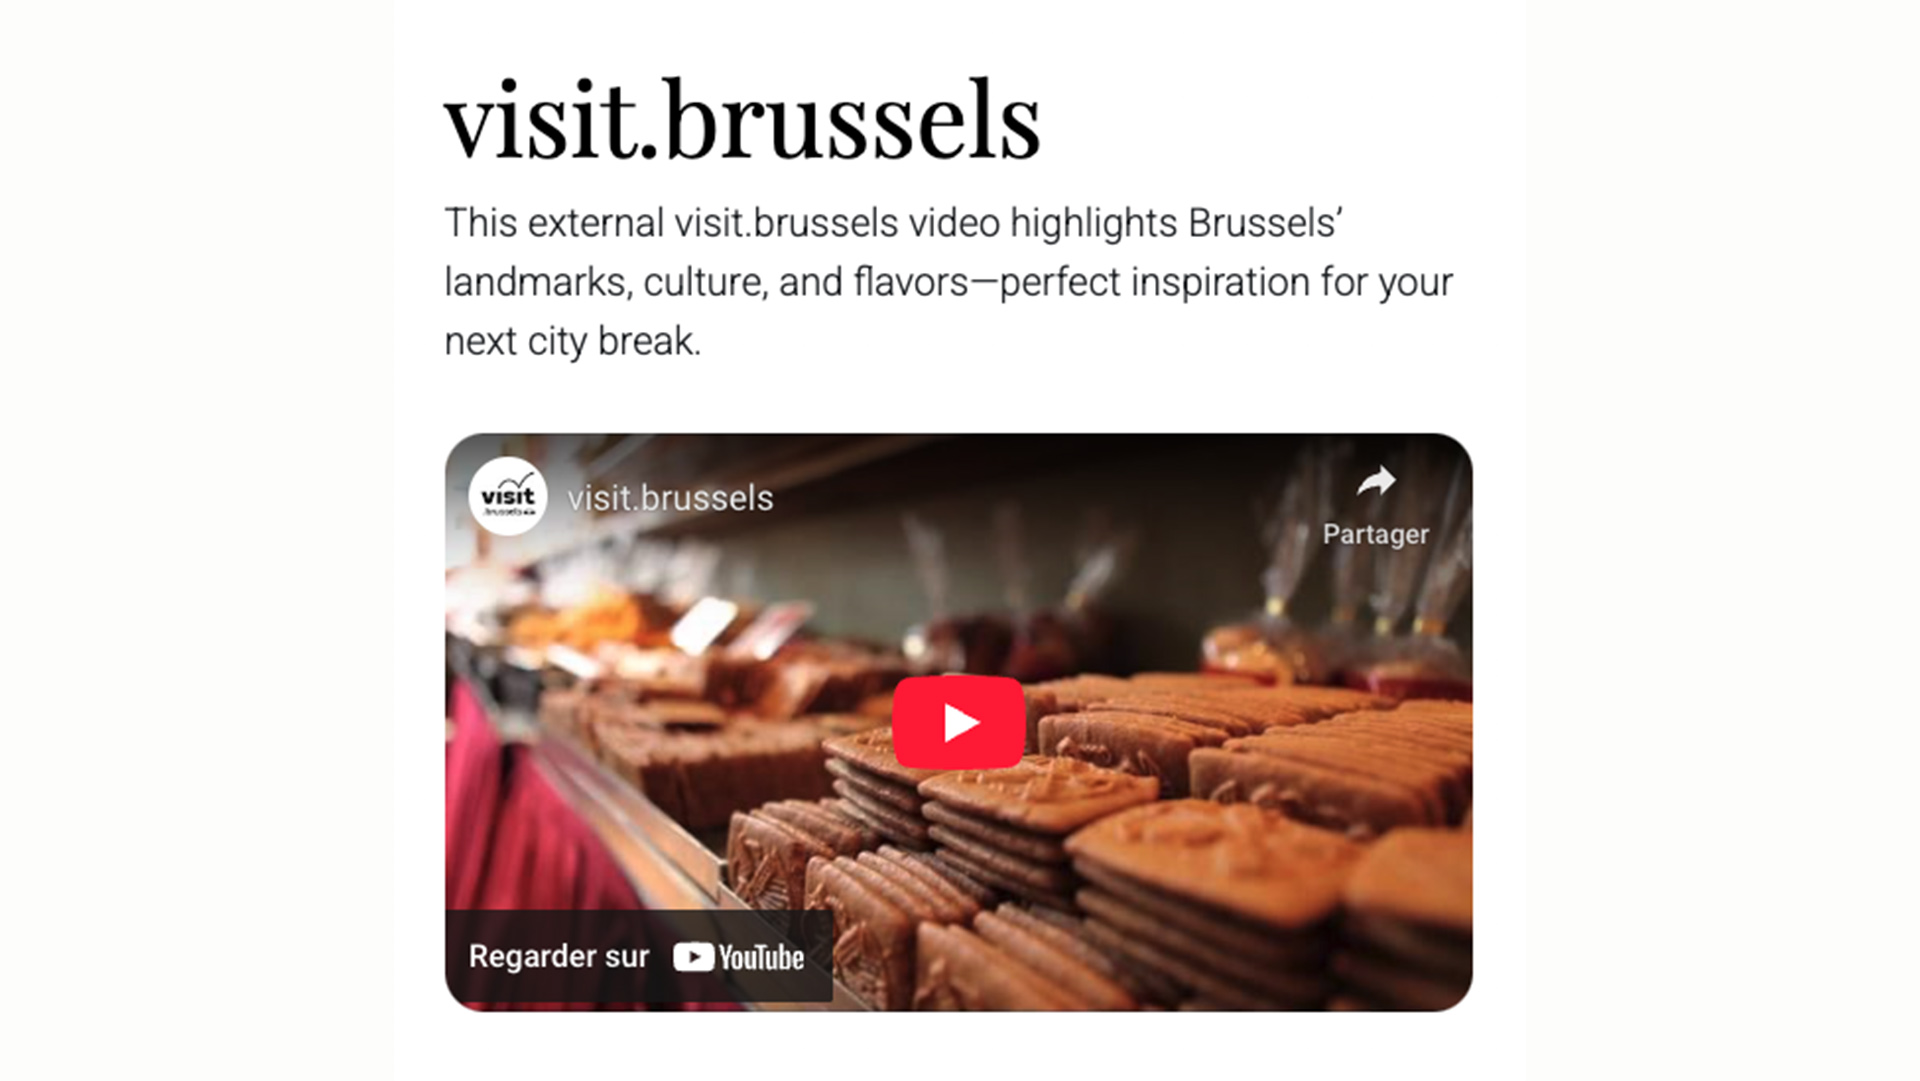 visit.brussels
This external visit.brussels video highlights Brussels’
landmarks, culture, and flavors—perfect inspiration for your
next city break.
visit
.brussels
visit.brussels
Partager
Regarder sur YouTube